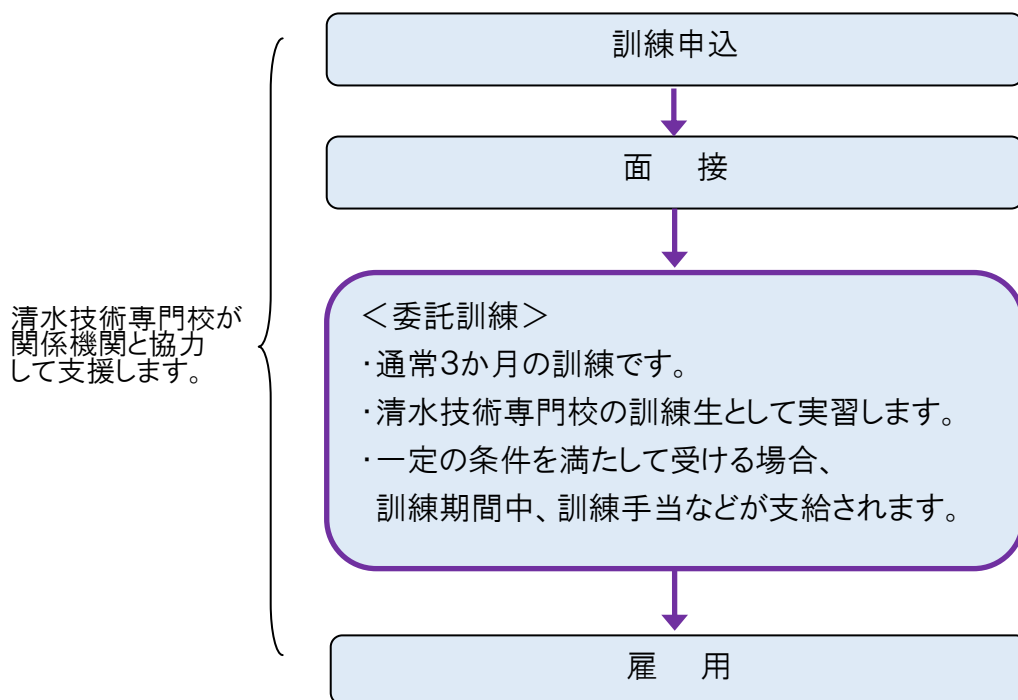 訓練申込
面　接
清水技術専門校が
関係機関と協力
して支援します。
＜委託訓練＞
・通常３か月の訓練です。
・清水技術専門校の訓練生として実習します。
・一定の条件を満たして受ける場合、
訓練期間中、訓練手当などが支給されます。
雇　用